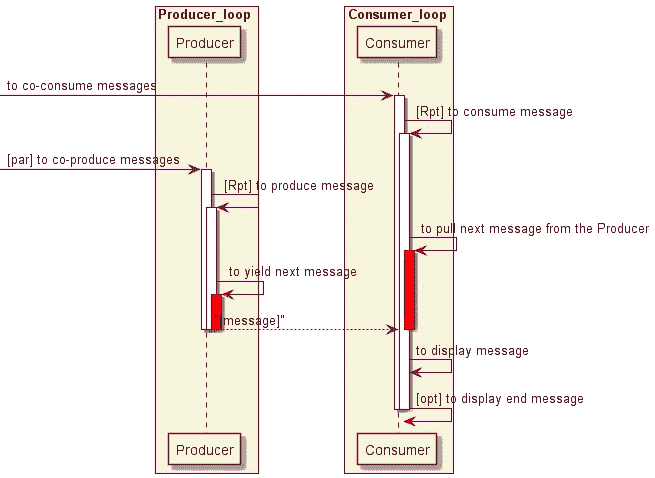 Producer_loop
Consumer_loop
Producer
Consumer
to co-consume messages
[Rpt] to consume message
[par] to co-produce messages
[Rpt] to produce message
to pull next message from the Producer
to yield next message
message]"
to display message
[opt] to display end message
Producer
Consumer